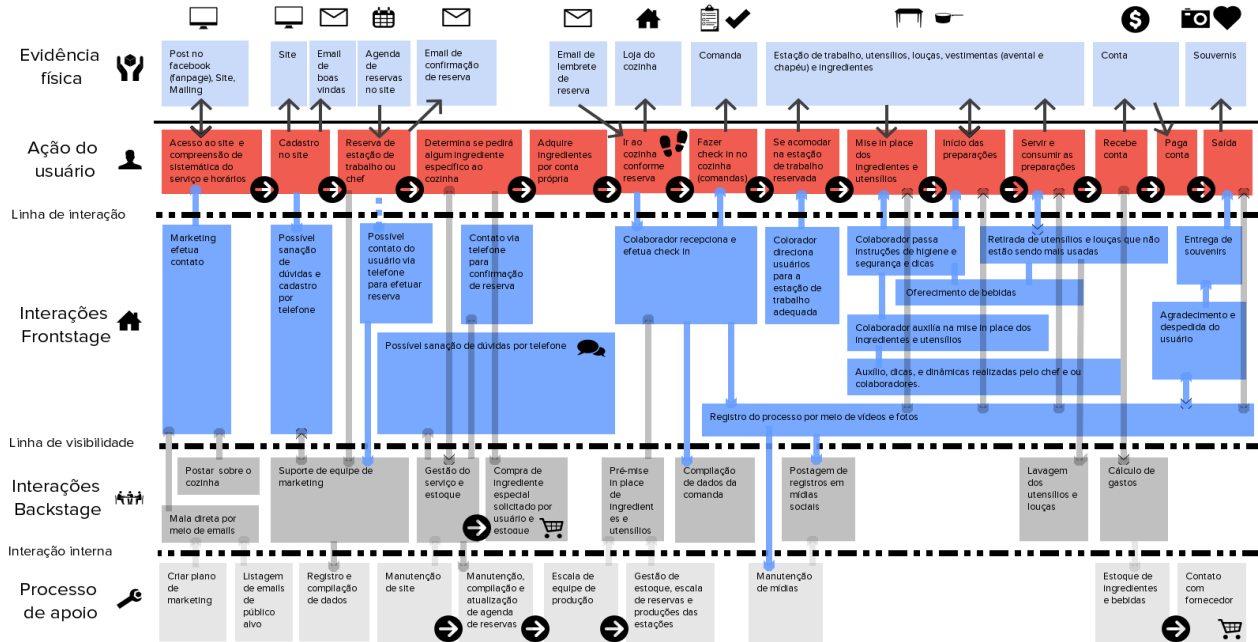 Evidência
física
Post no
facebook
(fanpage), Site,
Mailing
Site
Email
de
boas
vindas
Agenda
de
reservas
no site
Email de
confirmação
de reserva
Email de
lembrete
de
reserva
Loja do
cozinha
Comanda
Estação de trabalho, utensílios, louças, vestimentas (avental e
chapéu) e ingredientes
Conta
Souvenis
Ação do
usuário
Acesso ao site e
compreensão de
sistemática do
serviço e horários
Cadastro
no site
Reserva de
estação de
trabalho ou
chef
Determina se pedirá
algum ingrediente
específico ao
cozinha
Adquire
ingredientes
por conta
própria
Ir ao
cozinha
conforme
reserva
Fazer
check in no
cozinha
(comandas)
Se acomodar
na estação
de trabalho
reservada
Mise in place
dos
ingredientes e
utensílios
Início das
preparações
Servir e
consumir as
preparações
Recebe
conta
Paga
conta
Saída
Linha de interação
Interações
Frontstage
Marketing
efetua
contato
Possível
sanação
de
dúvidas e
cadastro
por
telefone
Possível
contato do
usuário via
telefone
para efetuar
reserva
Contato via
telefone
para
confirmação
de reserva
Possível sanação de dúvidas por telefone
Colaborador recepciona e
efetua check in
Colorador
direciona
usuários
para a
estação de
trabalho
adequada
Colaborador passa
instruções de higiene e
segurança e dicas
Retirada de utensílios e louças que não
estão sendo mais usadas
Oferecimento de bebidas
Colaborador auxilia na mise in place dos
ingredientes e utensílios
Auxílio, dicas, e dinâmicas realizadas pelo chef e ou
colaboradores.
Entrega de
souvenirs
Agradecimento e
despedida do
usuário
Registro do processo por meio de vídeos e fotos
Linha de visibilidade
Interações
Backstage
Postar sobre o
cozinha
Mala direta por
meio de emails
Suporte de equipe de
marketing
Gestão do
serviço e
estoque
Compra de
ingrediente
especial
solicitado por
usuário e
estoque
Pré-mise
in place
de
ingredient
es e
utensílios
Compilação
de dados da
comanda
Postagem de
registros em
mídias
sociais
Lavagem
dos
utensílios e
louças
Cálculo de
gastos
Interação interna
Processo
de apoio
Criar plano
de
marketing
Listagem
de emails
de
público
alvo
Registro e
compilação
de dados
Manutenção
de site
Manutenção,
compilação e
atualização
de agenda
de reservas
Escala de
equipe de
produção
Gestão de
estoque, escala
de reservas e
produções das
estações
Manutenção
de mídias
Estoque de
ingredientes
e bebidas
Contato
com
fornecedor